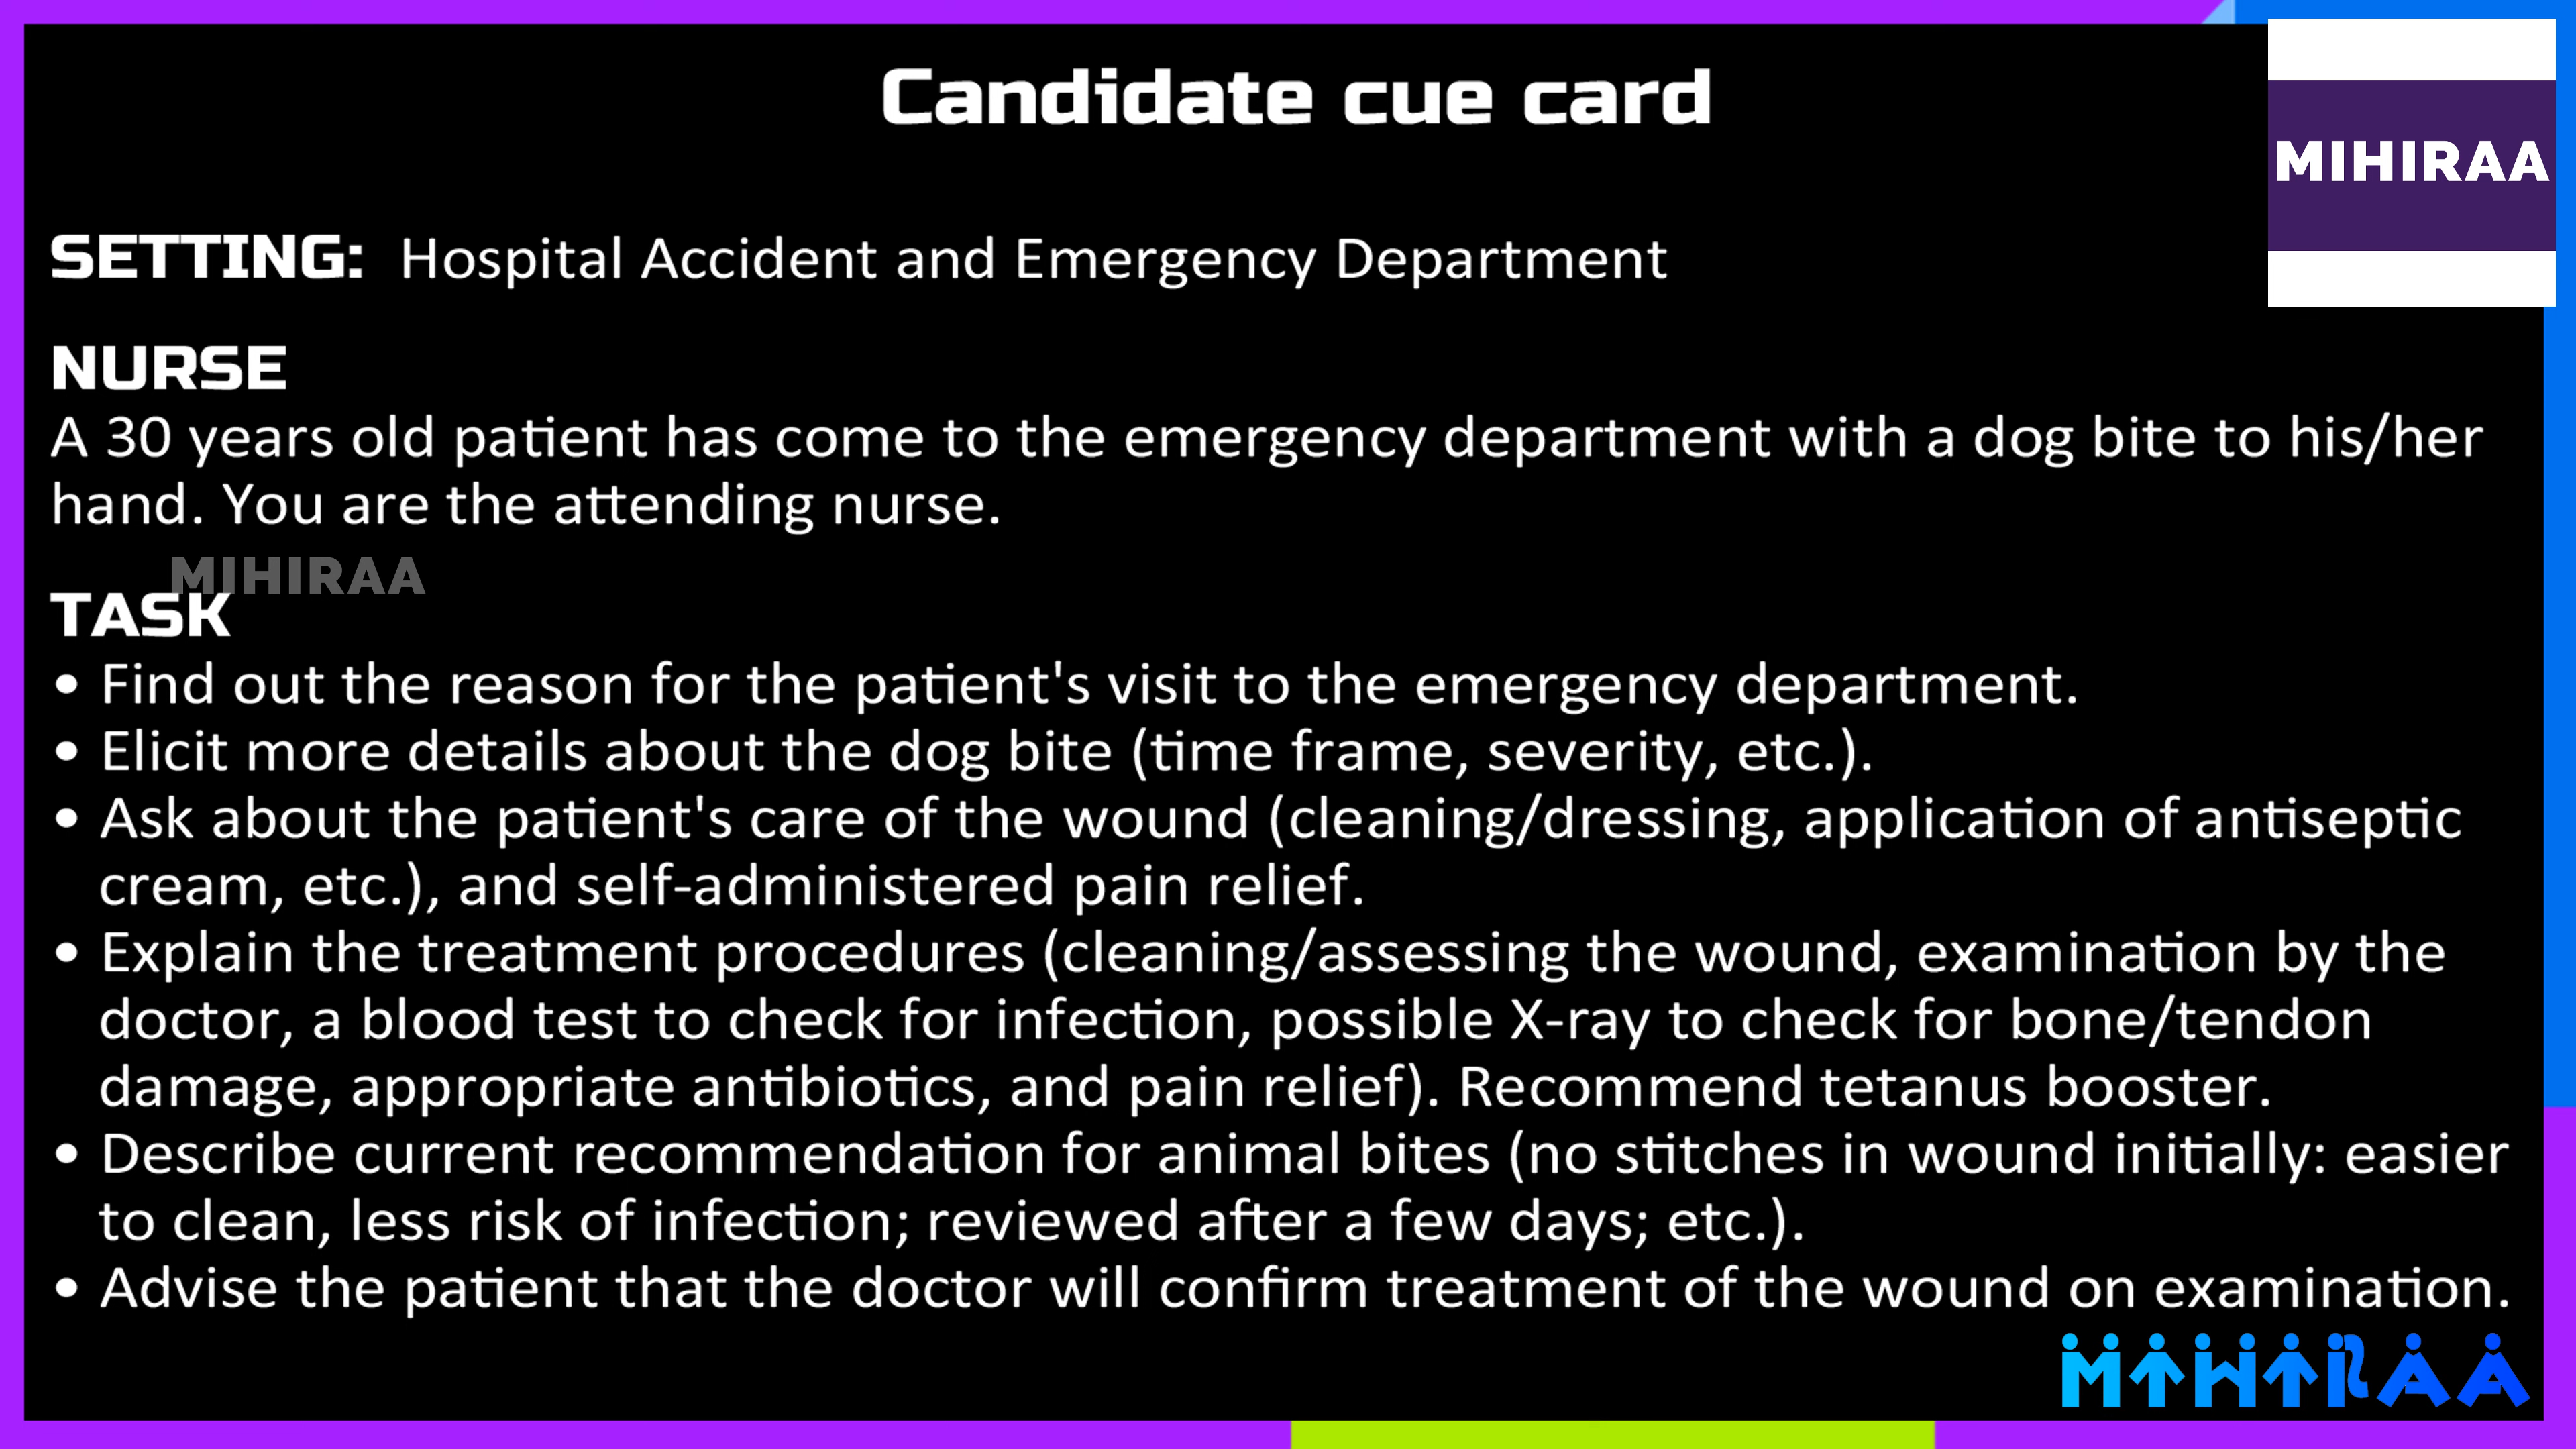 Candidate cue card
MIHIRAA
SETTING: Hospital Accident and Emergency Department
NURSE
A 30 years old patient has come to the emergency department with a dog bite to his/her
hand. You are the attending nurse.
MIHIRAA
TASK
• Find out the reason for the patient's visit to the emergency department.
• Elicit more details about the dog bite (time frame, severity, etc.).
• Ask about the patient's care of the wound (cleaning/dressing, application of antiseptic
cream, etc.), and self-administered pain relief.
• Explain the treatment procedures (cleaning/assessing the wound, examination by the
doctor, a blood test to check for infection, possible X-ray to check for bone/tendon
damage, appropriate antibiotics, and pain relief). Recommend tetanus booster.
• Describe current recommendation for animal bites (no stitches in wound initially: easier
to clean, less risk of infection; reviewed after a few days; etc.).
• Advise the patient that the doctor will confirm treatment of the wound on examination.
MIHIRAA